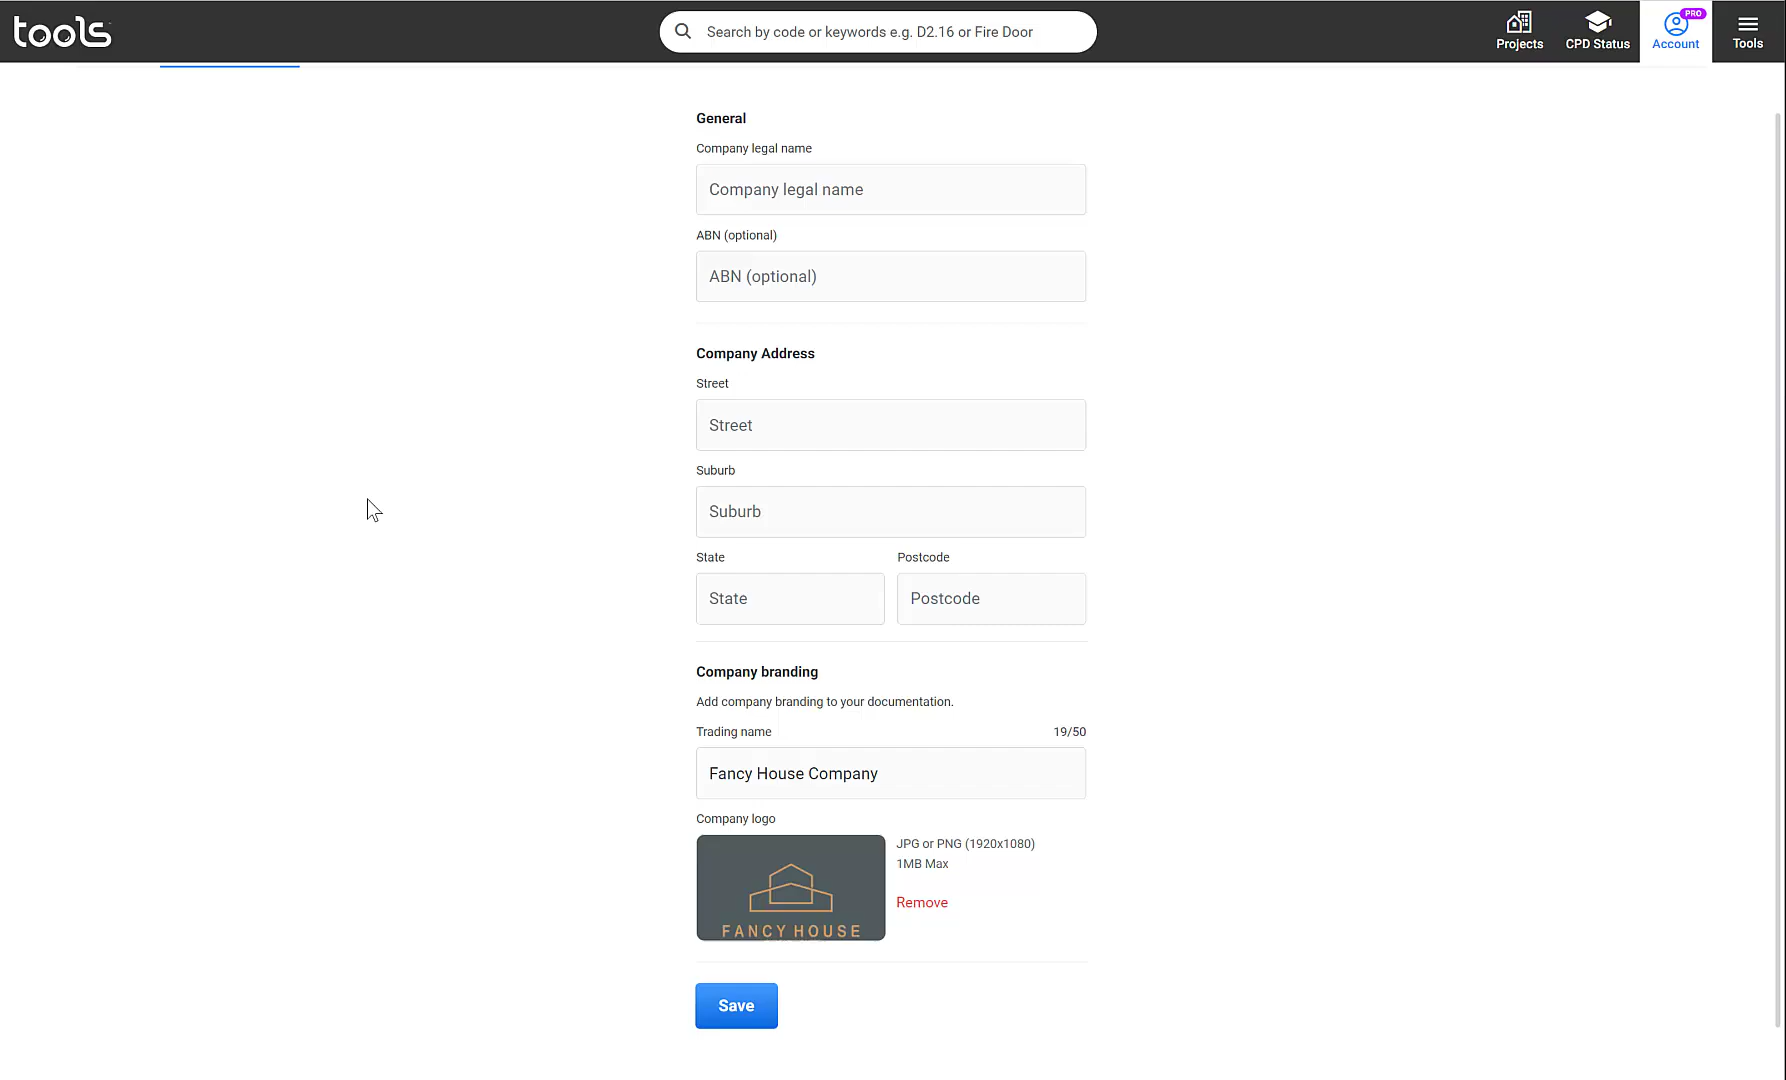 tools
Search by code or keywords e.g. D2.16 or Fire Door
Projects
CPD Status
PRO
Account
Tools
General
Company legal name
Company legal name
ABN (optional)
ABN (optional)
Company Address
Street
Street
Suburb
Suburb
State Postcode
State Postcode
Company branding
Add company branding to your documentation.
Trading name 19/50
Fancy House Company
Company logo
JPG or PNG (1920x1080)
1MB Max
Remove
FANCY HOUSE
Save